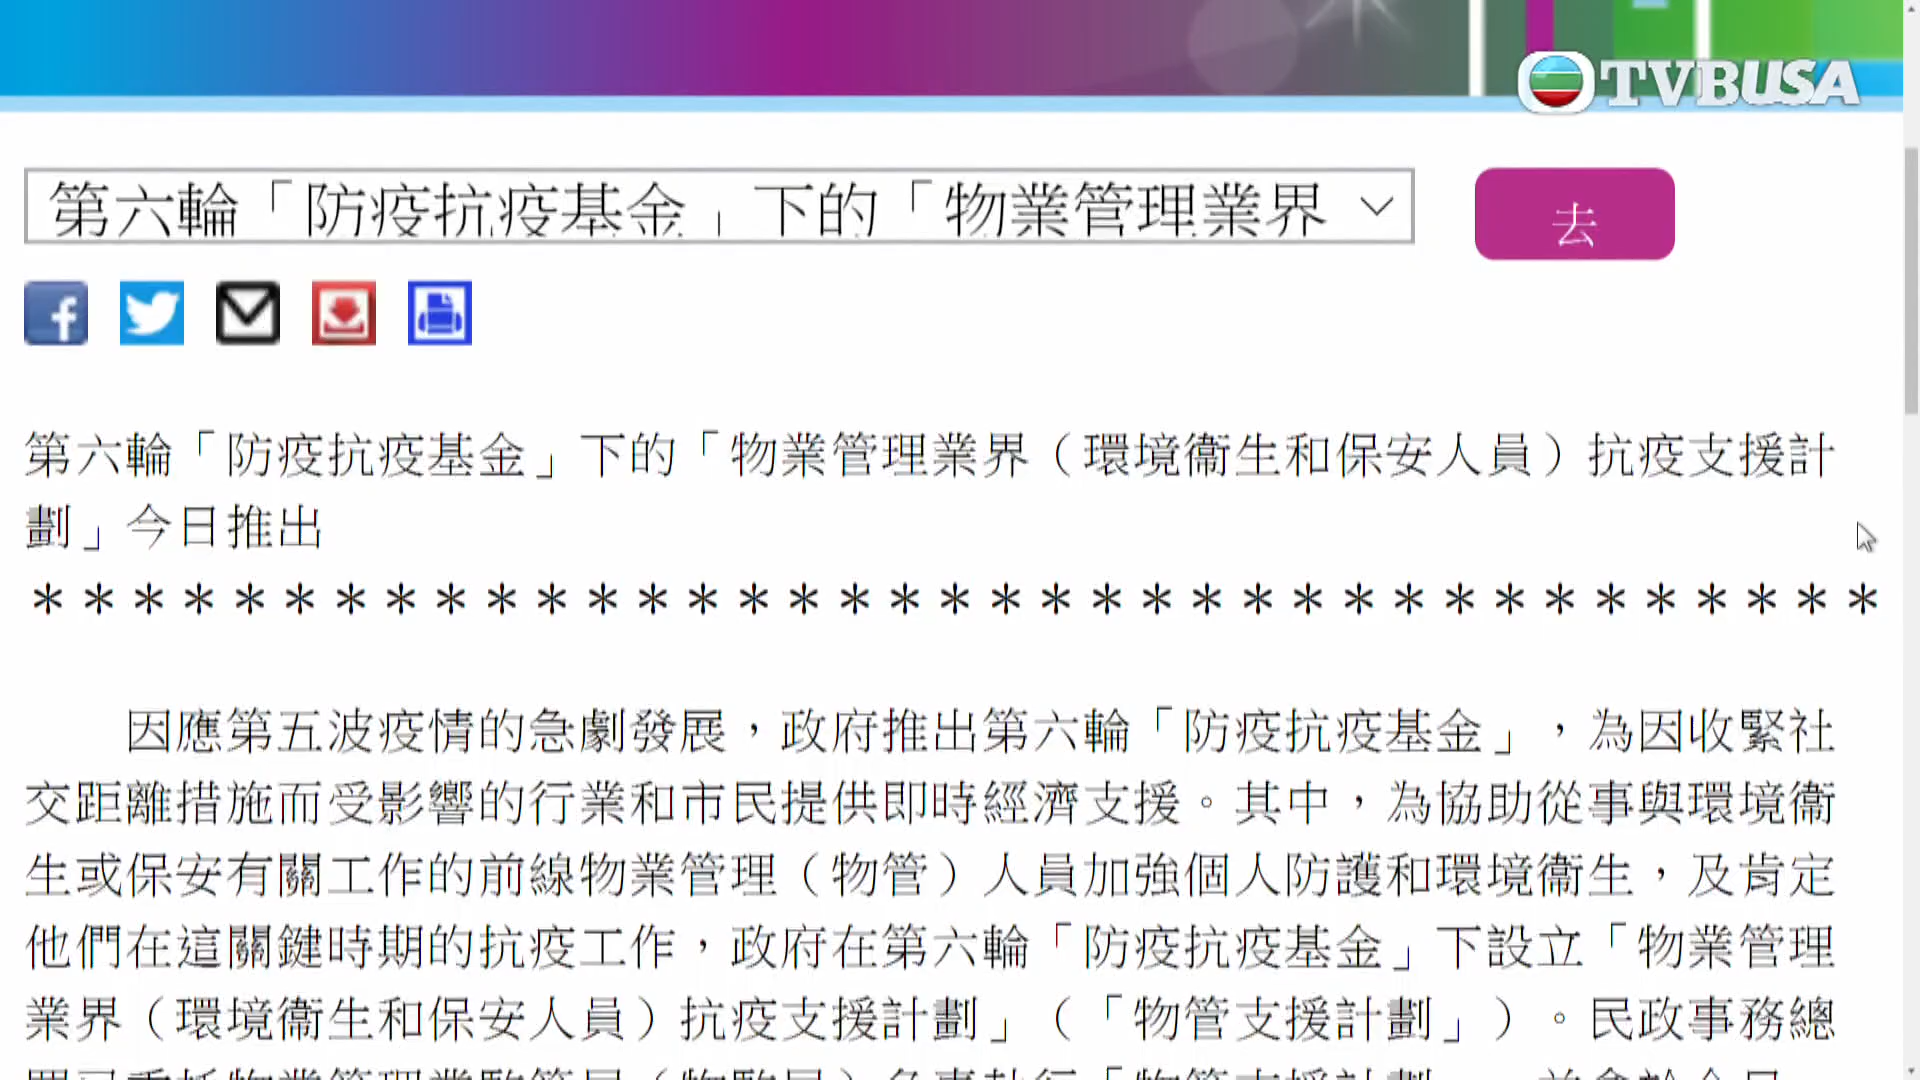 TVBUSA
第六輪「防疫抗疫基金」下的「物業管理業界
去
第六輪「防疫抗疫基金」下的「物業管理業界（環境衞生和保安人員）抗疫支援計
劃」今日推出
＊＊＊＊＊＊＊＊＊＊＊＊＊＊＊＊＊＊＊＊＊＊＊＊＊＊＊＊＊＊＊＊＊＊＊＊＊
因應第五波疫情的急劇發展，政府推出第六輪「防疫抗疫基金」，為因收緊社
交距離措施而受影響的行業和市民提供即時經濟支援。其中，為協助從事與環境衞
生或保安有關工作的前線物業管理（物管）人員加強個人防護和環境衞生，及肯定
他們在這關鍵時期的抗疫工作，政府在第六輪「防疫抗疫基金」下設立「物業管理
業界（環境衞生和保安人員）抗疫支援計劃」（「物管支援計劃」）。民政事務總